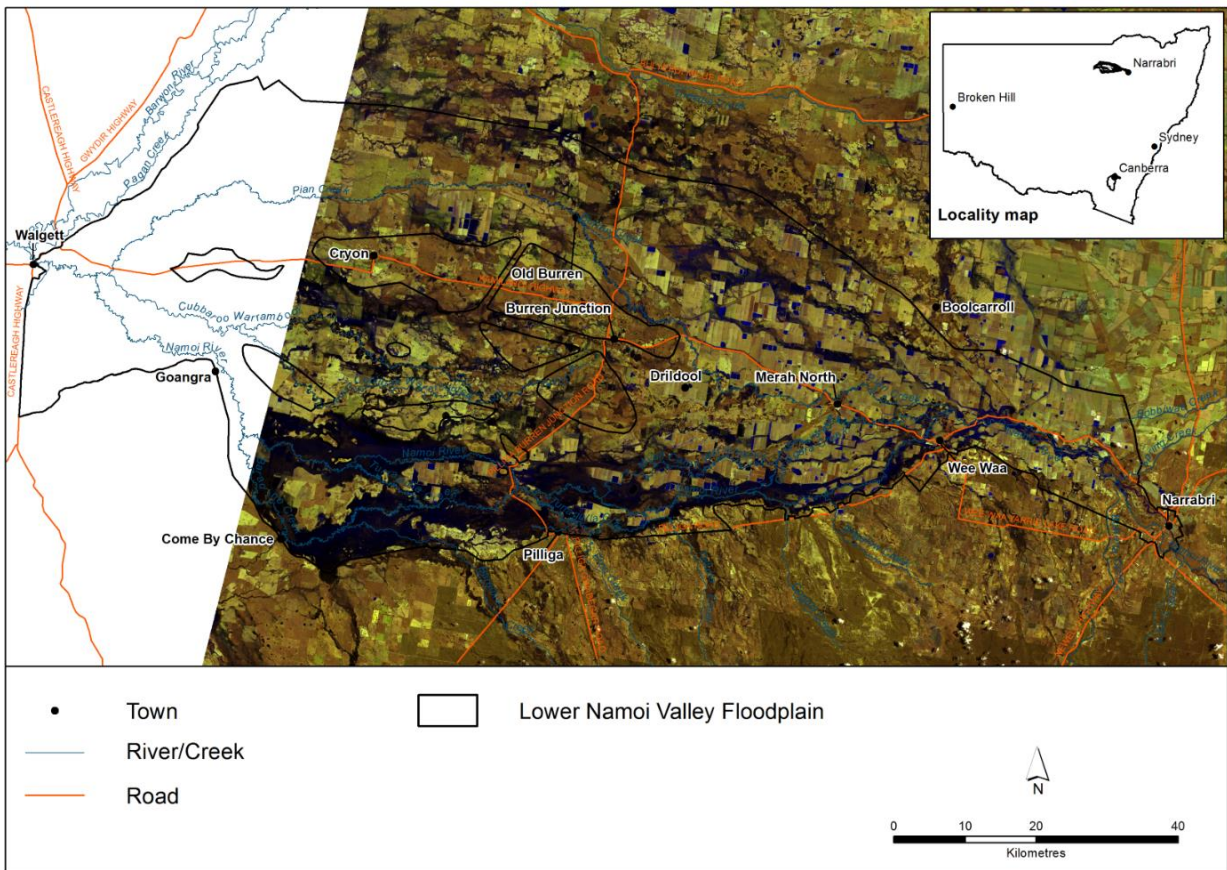 Narrabri
Broken Hill
Sydney
Canberra
Locality map
CASTLEREAGH HIGHWAY
GWYDIR HIGHWAY
Barwon River
Pagan Creek
Pian Creek
Walgett
Cryon
Old Burren
Burren Junction
Boolcarroll
Cubbaroo Warrambool
Namoi River
Goangra
CASTLEREAGH HIGHWAY
Drildool
Merah North
Namoi River
Wee Waa
Narrabri
Come By Chance
Pilliga
Town
River/Creek
Road
Lower Namoi Valley Floodplain
N
0 10 20 40
Kilometres